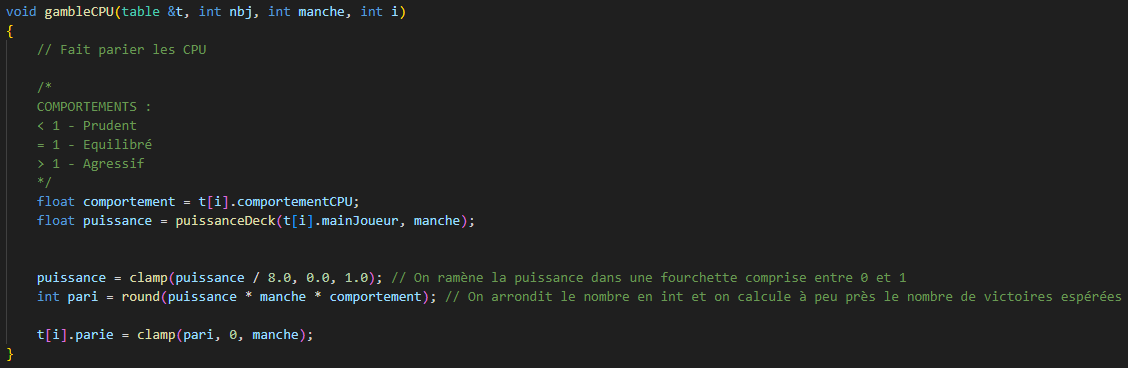 void gambleCPU(table &t, int nbj, int manche, int i)
{
// Fait parier les CPU
/*
COMPORTEMENTS :
< 1 - Prudent
= 1 - Equilibré
> 1 - Agressif
*/
float comportement = t[i].comportementCPU;
float puissance = puissanceDeck(t[i].mainJoueur, manche);
puissance = clamp(puissance / 8.0, 0.0, 1.0); // On ramène la puissance dans une fourchette comprise entre 0 et 1
int pari = round(puissance * manche * comportement); // On arrondit le nombre en int et on calcule à peu près le nombre de victoires espérées
t[i].parie = clamp(pari, 0, manche);
}